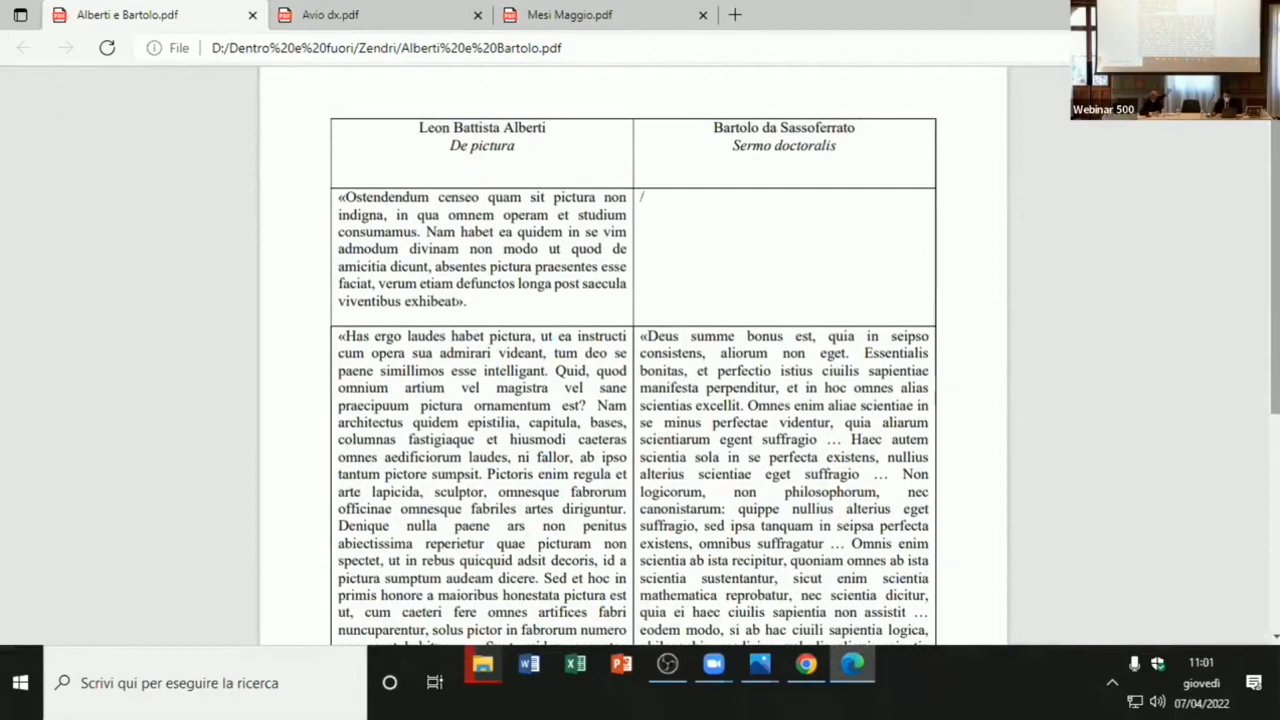 Alberti e Bartolo.pdf
Avio dx.pdf
Mesi Maggio.pdf
File
D:/Dentro%20e%20fuori/Zendri/Alberti%20e%20Bartolo.pdf
Webinar 500
Leon Battista Alberti
De pictura
«Ostendendum censeo quam sit pictura non
indigna, in qua omnem operam et studium
consumamus. Nam habet ea quidem in se vim
admodum divinam non modo ut quod de
amicitia dicunt, absentes pictura praesentes esse
faciat, verum etiam defunctos longa post saecula
viventibus exhibeat».
«Has ergo laudes habet pictura, ut ea instructi
cum opera sua admirari videant, tum deo se
paene simillimos esse intelligant. Quid, quod
omnium artium vel magistra vel sane
praecipuum pictura ornamentum est? Nam
architectus quidem epistilia, capitula, bases,
columnas fastigiaque et hiusmodi caeteras
omnes aedificiorum laudes, ni fallor, ab ipso
tantum pictore sumpsit. Pictoris enim regula et
arte lapicida, sculptor, omnesque fabrorum
officinae omnesque fabriles artes diriguntur.
Denique nulla paene ars non penitus
abiectissima reperietur quae picturam non
spectet, ut in rebus quicquid adsit decoris, id a
pictura sumptum audeam dicere. Sed et hoc in
primis honore a maioribus honestata pictura est
ut, cum caeteri fere omnes artifices fabri
nuncuparentur, solus pictor in fabrorum numero
Bartolo da Sassoferrato
Sermo doctoralis
/
«Deus summe bonus est, quia in seipso
consistens, aliorum non eget. Essentialis
bonitas, et perfectio istius ciuilis sapientiae
manifesta perpenditur, et in hoc omnes alias
scientias excellit. Omnes enim aliae scientiae in
se minus perfectae videntur, quia aliarum
scientiarum egent suffragio … Haec autem
scientia sola in se perfecta existens, nullius
alterius scientiae eget suffragio … Non
logicorum, non philosophorum, nec
canonistarum: quippe nullius alterius eget
suffragio, sed ipsa tanquam in seipsa perfecta
existens, omnibus suffragatur … Omnis enim
scientia ab ista recipitur, quoniam omnes ab ista
scientia sustentantur, sicut enim scientia
mathematica reprobatur, nec scientia dicitur,
quia ei haec ciuilis sapientia non assistit …
eodem modo, si ab hac ciuili sapientia logica,
Scrivi qui per eseguire la ricerca
11:01
giovedì
07/04/2022